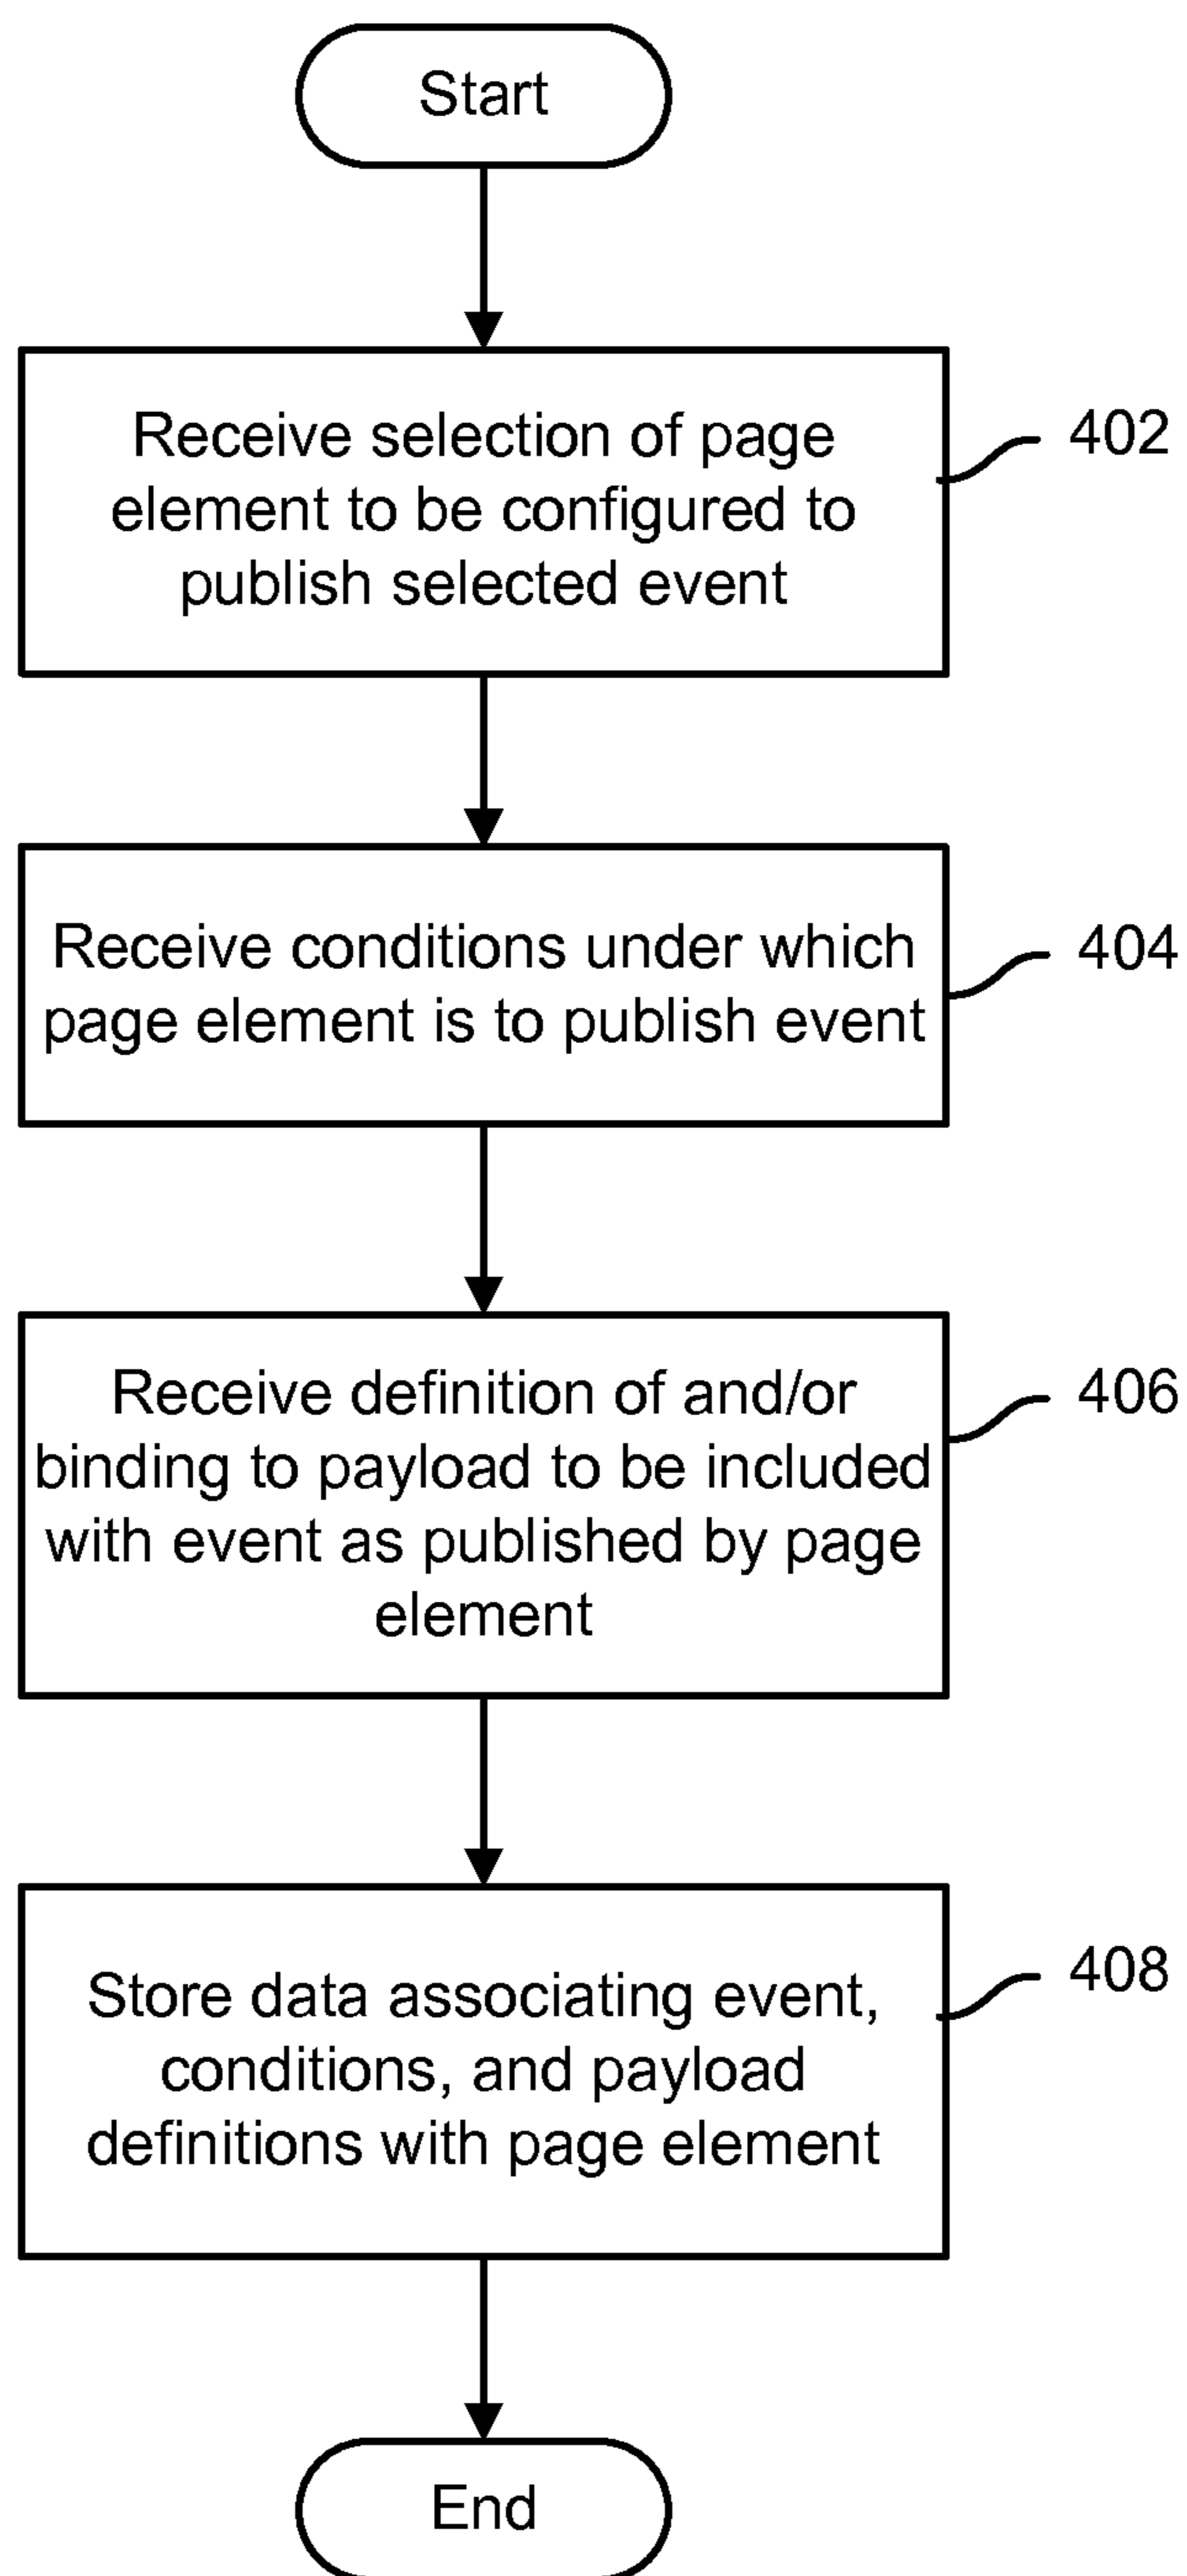 Start
Receive selection of page
element to be configured to
publish selected event
402
Receive conditions under which
page element is to publish event
404
Receive definition of and/or
binding to payload to be included
with event as published by page
element
406
Store data associating event,
conditions, and payload
definitions with page element
408
End